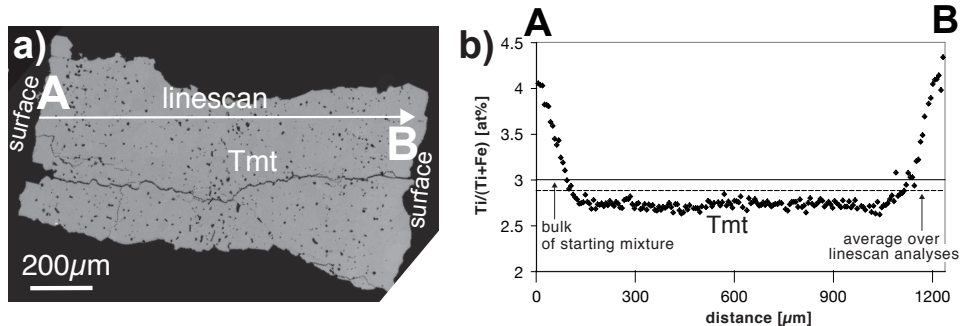 a)
surface
A
linescan
B
Tmt
surface
200µm
b)
A
B
Ti/(Ti+Fe) [at%]
4.5
4
3.5
3
2.5
2
bulk
of starting mixture
Tmt
average over
linescan analyses
0
300
600
900
1200
distance [µm]